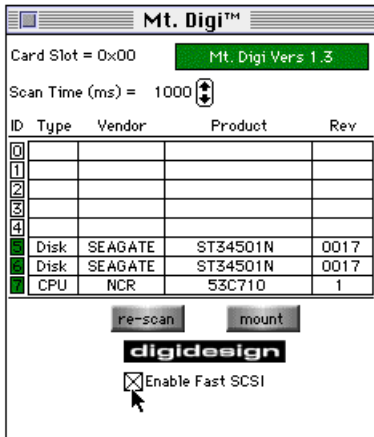 Mt. Digi™
Card Slot = 0x00
Mt. Digi Vers 1.3
Scan Time (ms) = 1000
ID Type Vendor Product Rev
0
1
2
3
4
5 Disk SEAGATE ST34501N 0017
6 Disk SEAGATE ST34501N 0017
7 CPU NCR 53C710 1
re-scan mount
digidesign
Enable Fast SCSI